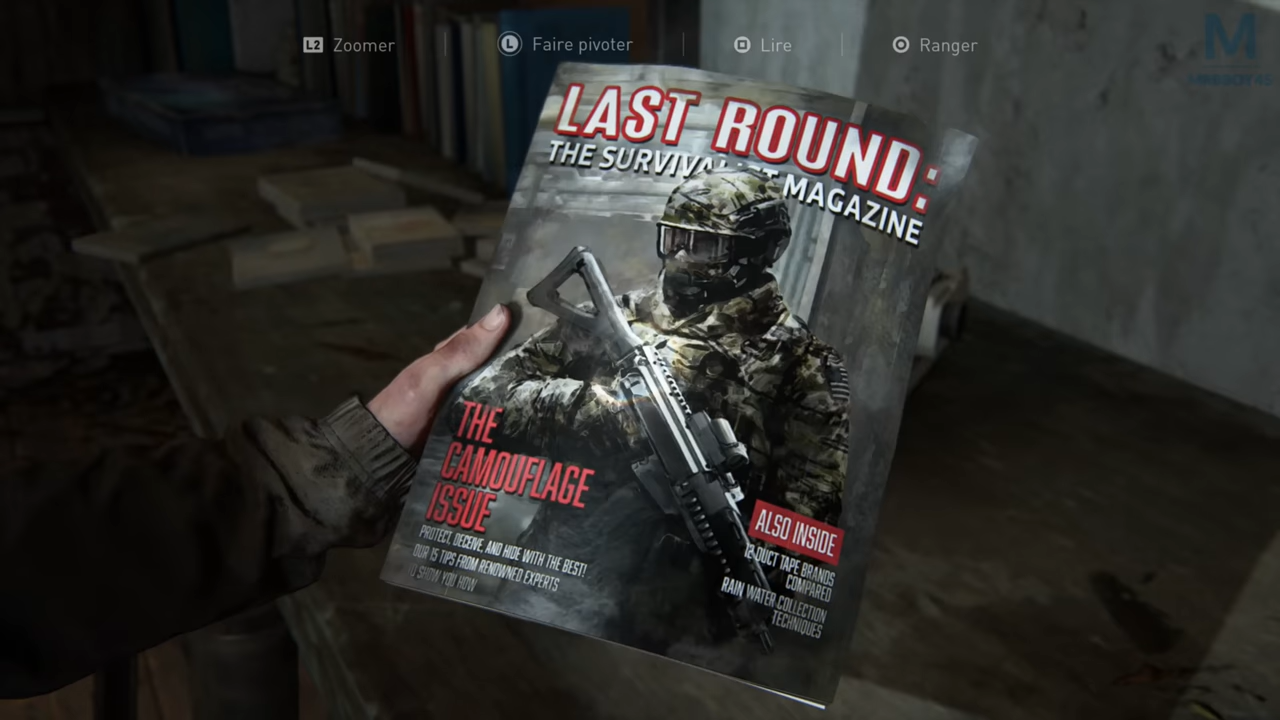 L2 Zoomer
L Faire pivoter
Lire
Ranger
M
LAST ROUND:
THE SURVIVALIST MAGAZINE
THE
CAMOUFLAGE
ISSUE
PROTECT, DECEIVE, AND HIDE WITH THE BEST!
OUR 15 TIPS FROM RENOWNED EXPERTS
TO SHOW YOU HOW
ALSO INSIDE
12 DUCT TAPE BRANDS
COMPARED
RAIN WATER COLLECTION
TECHNIQUES